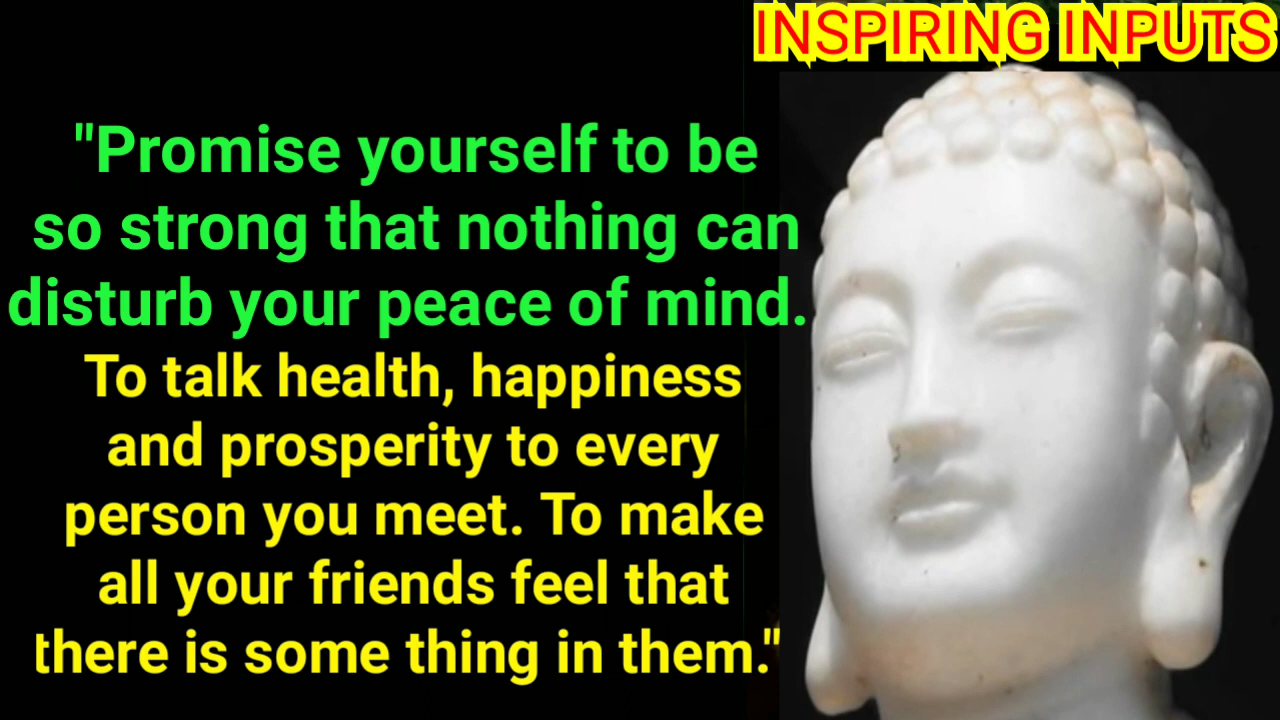 INSPIRING INPUTS
"Promise yourself to be
so strong that nothing can
disturb your peace of mind.
To talk health, happiness
and prosperity to every
person you meet. To make
all your friends feel that
there is some thing in them."